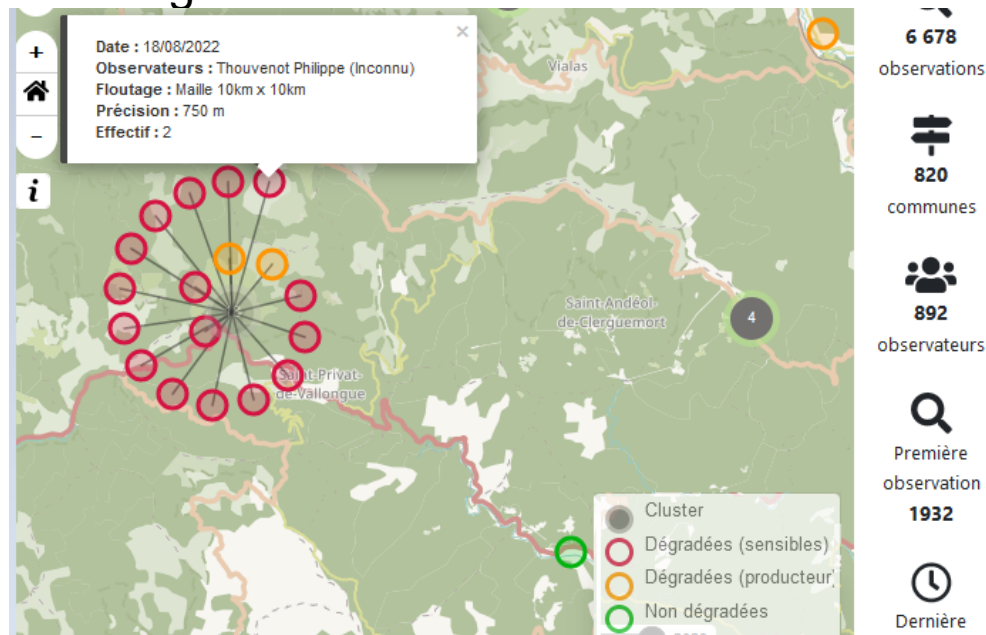 +
Date : 18/08/2022
Observateurs : Thouvenot Philippe (Inconnu)
Floutage : Maille 10km x 10km
Précision : 750 m
Effectif : 2
×
−
i
Vialas
Saint-Andéol-
de-Clerguemort
4
Saint-Privat-
de-Vallongue
Cluster
Dégradées (sensibles)
Dégradées (producteur
Non dégradées
6 678
observations
820
communes
892
observateurs
Première
observation
1932
Dernière